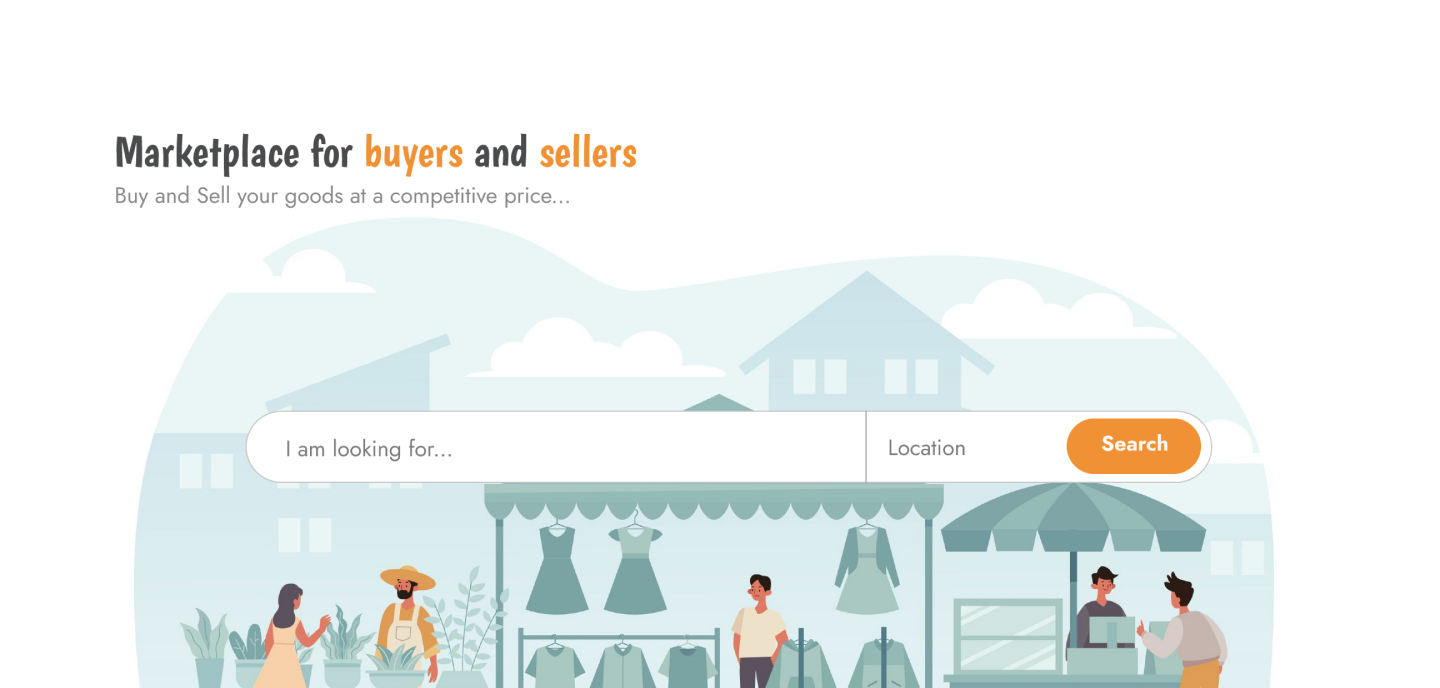 Marketplace for buyers and sellers
Buy and Sell your goods at a competitive price...
I am looking for...
Location
Search